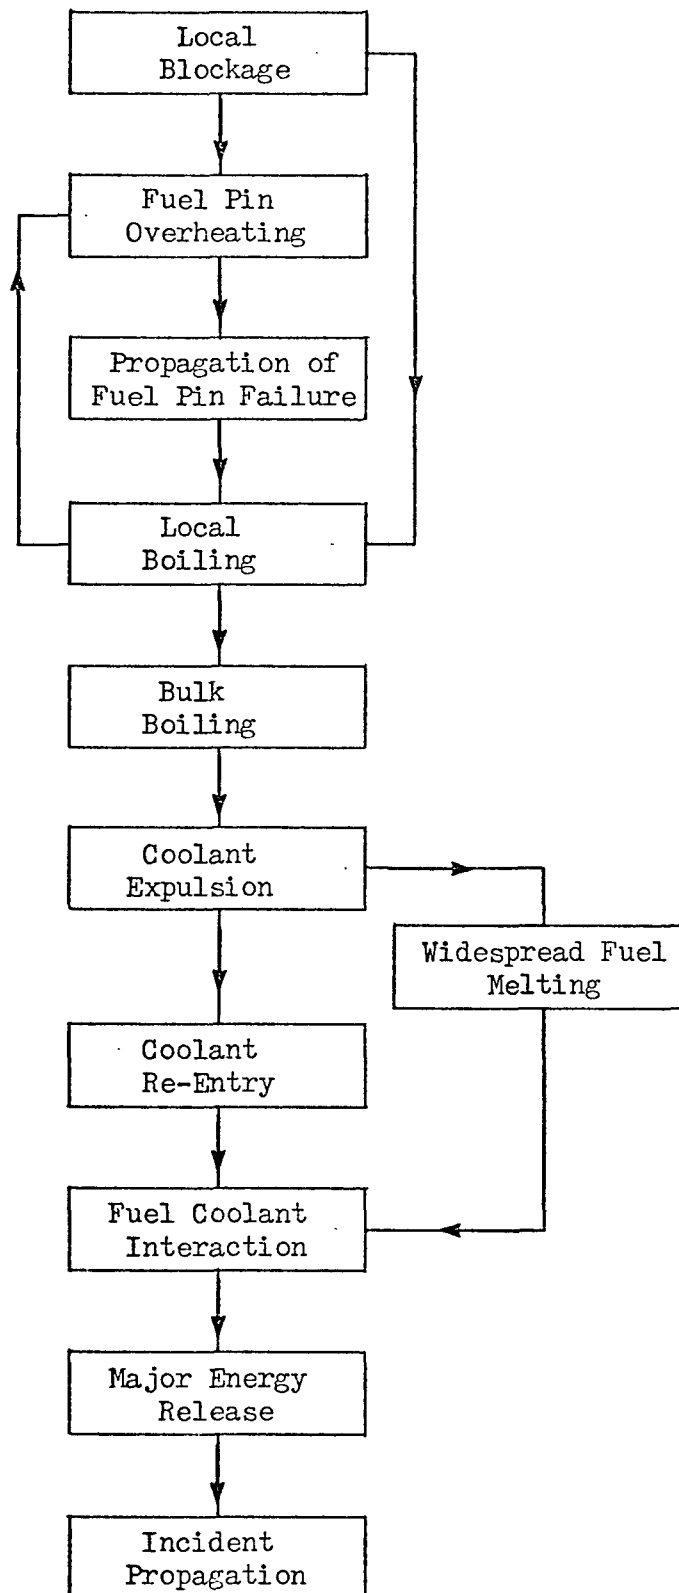 Local
Blockage
Fuel Pin
Overheating
Propagation of
Fuel Pin Failure
Local
Boiling
Bulk
Boiling
Coolant
Expulsion
Widespread Fuel
Melting
Coolant
Re-Entry
Fuel Coolant
Interaction
Major Energy
Release
Incident
Propagation